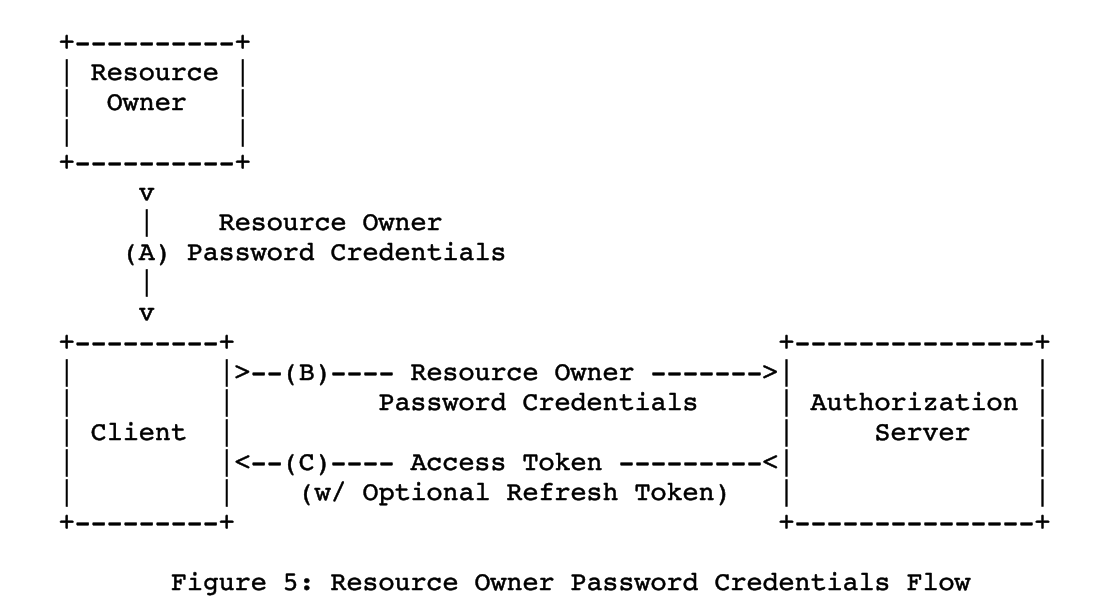 +----------+
| Resource |
|  Owner   |
|          |
+----------+
     v
     |    Resource Owner
    (A) Password Credentials
     |
     v
+---------+                                  +---------------+
|         |>--(B)---- Resource Owner ------->|               |
|         |         Password Credentials     | Authorization |
| Client  |                                  |     Server    |
|         |<--(C)---- Access Token ---------<|               |
|         |    (w/ Optional Refresh Token)   |               |
+---------+                                  +---------------+
Figure 5: Resource Owner Password Credentials Flow